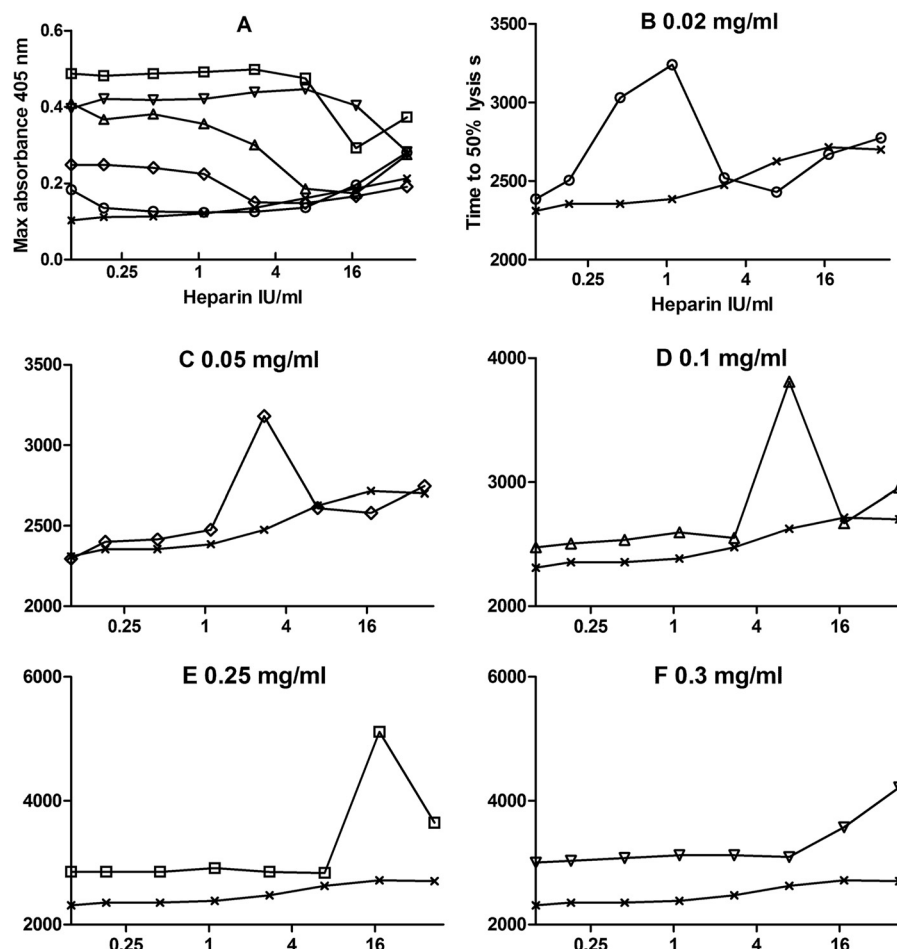 A
Max absorbance 405 nm
0.6
0.4
0.2
0.0
0.25 1 4 16
Heparin IU/ml
B 0.02 mg/ml
Time to 50% lysis s
3500
3000
2500
2000
0.25 1 4 16
Heparin IU/ml
C 0.05 mg/ml
3500
3000
2500
2000
0.25 1 4 16
D 0.1 mg/ml
4000
3000
2000
0.25 1 4 16
E 0.25 mg/ml
6000
4000
2000
0.25 1 4 16
F 0.3 mg/ml
6000
4000
2000
0.25 1 4 16